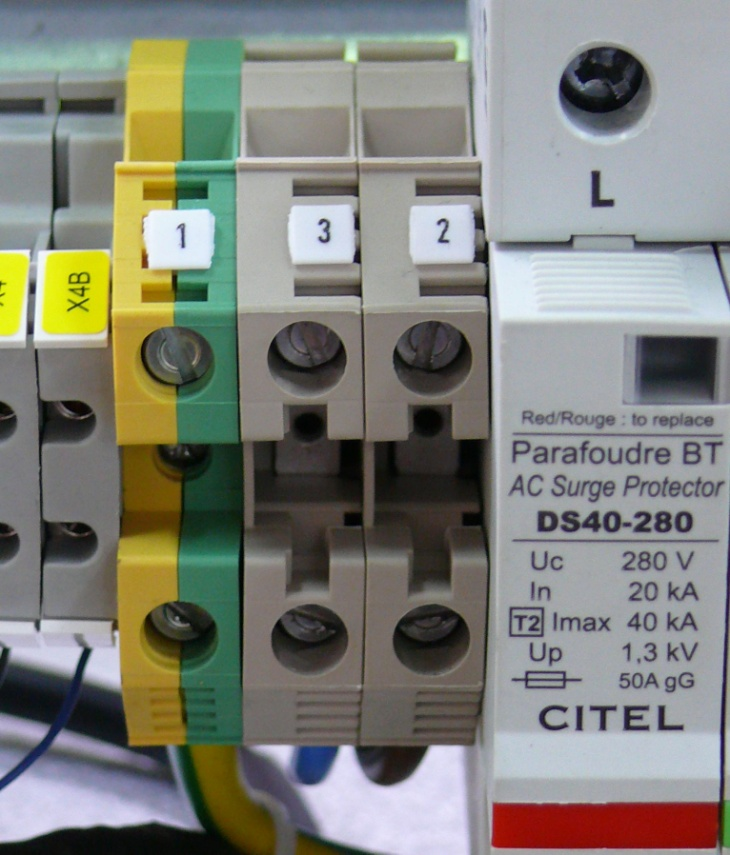 L
1
3
2
X4B
Red/Rouge : to replace
Parafoudre BT
AC Surge Protector
DS40-280
Uc 280 V
In 20 kA
T2 Imax 40 kA
Up 1,3 kV
50A gG
CITEL